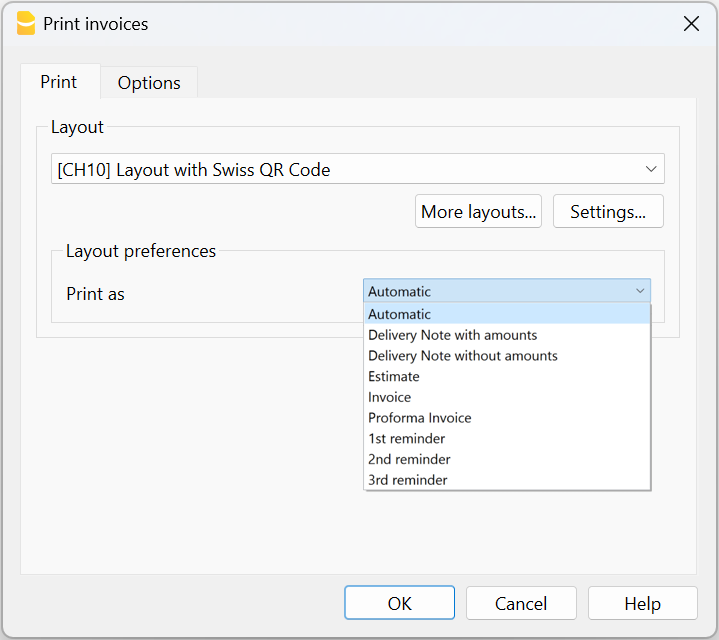 Print invoices
Print
Options
Layout
[CH10] Layout with Swiss QR Code
More layouts...
Settings...
Layout preferences
Print as
Automatic
Automatic
Delivery Note with amounts
Delivery Note without amounts
Estimate
Invoice
Proforma Invoice
1st reminder
2nd reminder
3rd reminder
OK
Cancel
Help